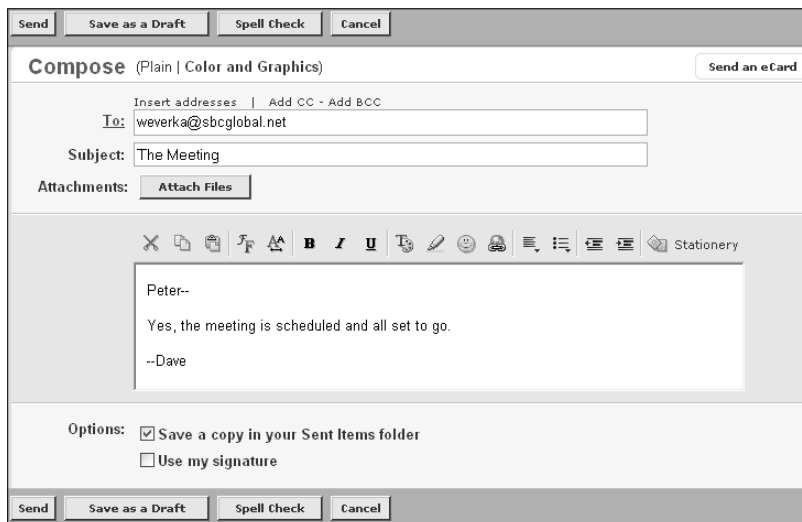 Send Save as a Draft Spell Check Cancel
Compose (Plain | Color and Graphics) Send an eCard
Insert addresses | Add CC - Add BCC
To: weverka@sbcglobal.net
Subject: The Meeting
Attachments: Attach Files
B I U Stationery
Peter--
Yes, the meeting is scheduled and all set to go.
--Dave
Options: Save a copy in your Sent Items folder
Use my signature
Send Save as a Draft Spell Check Cancel